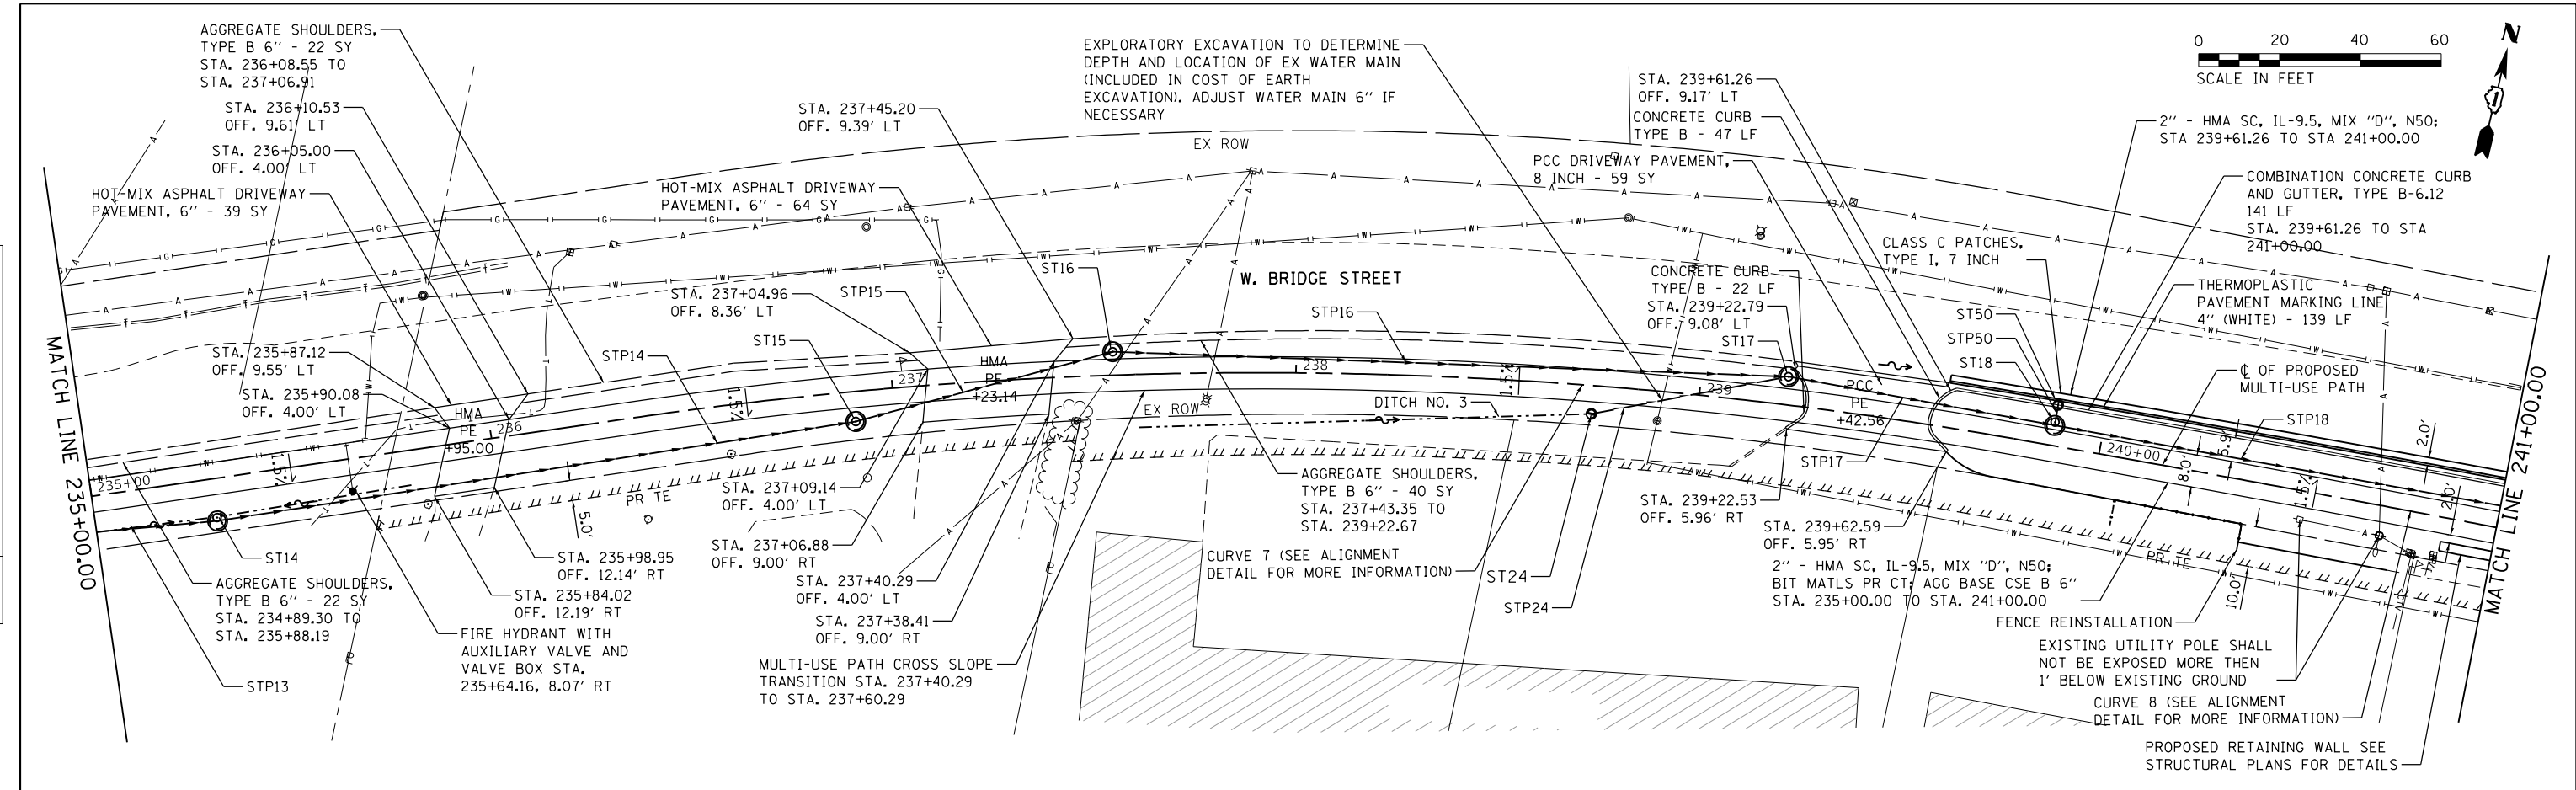 AGGREGATE SHOULDERS,
TYPE B 6" - 22 SY
STA. 236+08.55 TO
STA. 237+06.91
STA. 236+10.53
OFF. 9.61' LT
STA. 236+05.00
OFF. 4.00' LT
HOT-MIX ASPHALT DRIVEWAY
PAVEMENT, 6" - 39 SY
STA. 237+45.20
OFF. 9.39' LT
HOT-MIX ASPHALT DRIVEWAY
PAVEMENT, 6" - 64 SY
EXPLORATORY EXCAVATION TO DETERMINE
DEPTH AND LOCATION OF EX WATER MAIN
(INCLUDED IN COST OF EARTH
EXCAVATION). ADJUST WATER MAIN 6" IF
NECESSARY
EX ROW
STA. 239+61.26
OFF. 9.17' LT
CONCRETE CURB
TYPE B - 47 LF
PCC DRIVEWAY PAVEMENT,
8 INCH - 59 SY
0 20 40 60
SCALE IN FEET
N
1
2" - HMA SC, IL-9.5, MIX "D", N50;
STA 239+61.26 TO STA 241+00.00
COMBINATION CONCRETE CURB
AND GUTTER, TYPE B-6.12
141 LF
STA. 239+61.26 TO STA
241+00.00
CLASS C PATCHES,
TYPE I, 7 INCH
THERMOPLASTIC
PAVEMENT MARKING LINE
4" (WHITE) - 139 LF
ST50
STP50
ST18
℄ OF PROPOSED
MULTI-USE PATH
STP18
MATCH LINE 235+00.00
STA. 235+87.12
OFF. 9.55' LT
STA. 235+90.08
OFF. 4.00' LT
HMA
PE
+95.00
235+00
236
1.5%
STP14
ST15
1.5%
STA. 237+04.96
OFF. 8.36' LT
STP15
ST16
237
HMA
PE
+23.14
W. BRIDGE STREET
STP16
238
1.5%
EX ROW
DITCH NO. 3
CONCRETE CURB
TYPE B - 22 LF
STA. 239+22.79
OFF. 9.08' LT
ST17
239
PCC
PE
+42.56
STP17
240+00
8.0'
5.9'
1.5%
2.0'
2.0'
MATCH LINE 241+00.00
ST14
AGGREGATE SHOULDERS,
TYPE B 6" - 22 SY
STA. 234+89.30 TO
STA. 235+88.19
STP13
PR TE
5.0'
STA. 235+98.95
OFF. 12.14' RT
STA. 235+84.02
OFF. 12.19' RT
FIRE HYDRANT WITH
AUXILIARY VALVE AND
VALVE BOX STA.
235+64.16, 8.07' RT
STA. 237+09.14
OFF. 4.00' LT
STA. 237+06.88
OFF. 9.00' RT
STA. 237+40.29
OFF. 4.00' LT
STA. 237+38.41
OFF. 9.00' RT
MULTI-USE PATH CROSS SLOPE
TRANSITION STA. 237+40.29
TO STA. 237+60.29
AGGREGATE SHOULDERS,
TYPE B 6" - 40 SY
STA. 237+43.35 TO
STA. 239+22.67
CURVE 7 (SEE ALIGNMENT
DETAIL FOR MORE INFORMATION)
ST24
STP24
STA. 239+22.53
OFF. 5.96' RT
STA. 239+62.59
OFF. 5.95' RT
2" - HMA SC, IL-9.5, MIX "D", N50;
BIT MATLS PR CT; AGG BASE CSE B 6"
STA. 235+00.00 TO STA. 241+00.00
FENCE REINSTALLATION
PR TE
10.0'
EXISTING UTILITY POLE SHALL
NOT BE EXPOSED MORE THEN
1' BELOW EXISTING GROUND
CURVE 8 (SEE ALIGNMENT
DETAIL FOR MORE INFORMATION)
PROPOSED RETAINING WALL SEE
STRUCTURAL PLANS FOR DETAILS